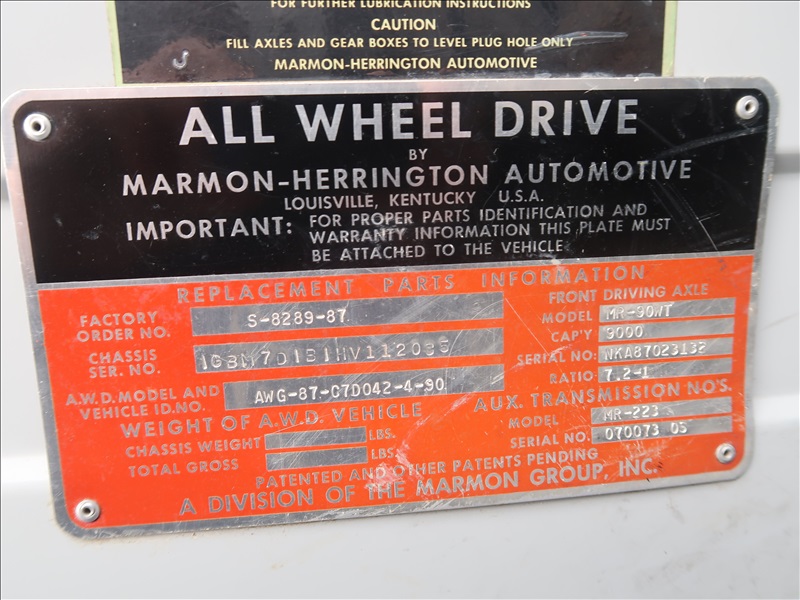 FOR FURTHER LUBRICATION INSTRUCTIONS
CAUTION
FILL AXLES AND GEAR BOXES TO LEVEL PLUG HOLE ONLY
MARMON-HERRINGTON AUTOMOTIVE
ALL WHEEL DRIVE
BY
MARMON-HERRINGTON AUTOMOTIVE
LOUISVILLE, KENTUCKY U.S.A.
IMPORTANT: FOR PROPER PARTS IDENTIFICATION AND
WARRANTY INFORMATION THIS PLATE MUST
BE ATTACHED TO THE VEHICLE
REPLACEMENT PARTS INFORMATION
FACTORY ORDER NO. S-8289-87
CHASSIS SER. NO. 1GBM7D1B1HV112035
A.W.D. MODEL AND VEHICLE ID. NO. AWG-87-C7D042-4-90
WEIGHT OF A.W.D. VEHICLE
CHASSIS WEIGHT LBS.
TOTAL GROSS LBS.
FRONT DRIVING AXLE
MODEL MR-90WT
CAP'Y 9000
SERIAL NO: NKA87023132
RATIO 7.2-1
AUX. TRANSMISSION NO'S.
MODEL MR-223
SERIAL NO. 070073 05
PATENTED AND OTHER PATENTS PENDING
A DIVISION OF THE MARMON GROUP, INC.